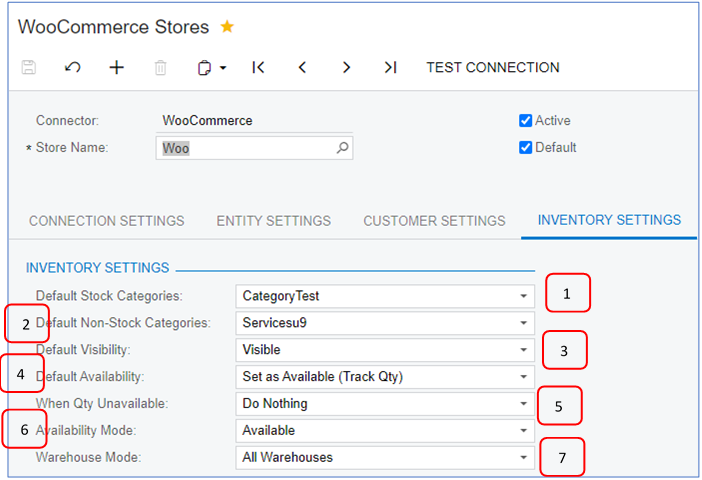 WooCommerce Stores
TEST CONNECTION
Connector: WooCommerce Active
* Store Name: Woo Default
CONNECTION SETTINGS ENTITY SETTINGS CUSTOMER SETTINGS INVENTORY SETTINGS
INVENTORY SETTINGS
Default Stock Categories: CategoryTest 1
2 Default Non-Stock Categories: Servicesu9
Default Visibility: Visible 3
4 Default Availability: Set as Available (Track Qty)
When Qty Unavailable: Do Nothing 5
6 Availability Mode: Available
Warehouse Mode: All Warehouses 7